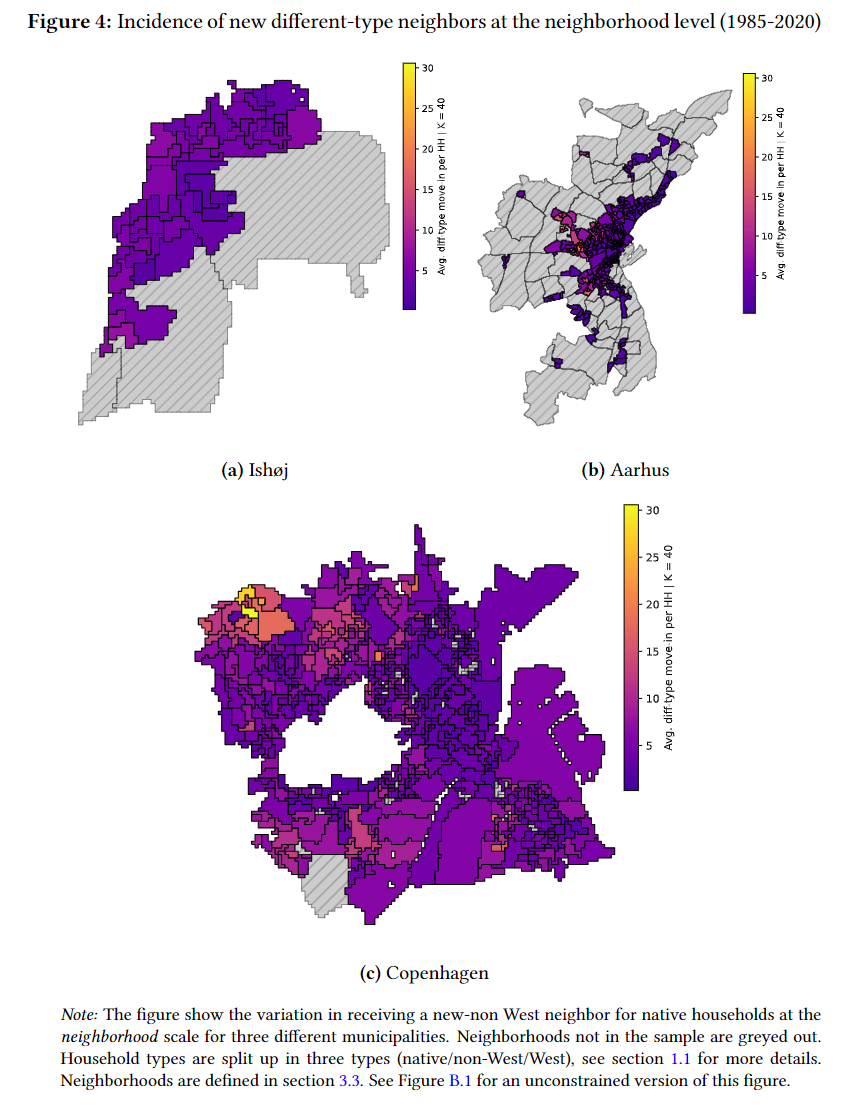 Figure 4: Incidence of new different-type neighbors at the neighborhood level (1985-2020)
30
25
20
15
10
5
Avg. diff type move-in per HH | K = 40
30
25
20
15
10
5
Avg. diff type move-in per HH | K = 40
(a) Ishøj
(b) Aarhus
30
25
20
15
10
5
Avg. diff type move-in per HH | K = 40
(c) Copenhagen
Note: The figure show the variation in receiving a new-non West neighbor for native households at the
neighborhood scale for three different municipalities. Neighborhoods not in the sample are greyed out.
Household types are split up in three types (native/non-West/West), see section 1.1 for more details.
Neighborhoods are defined in section 3.3. See Figure B.1 for an unconstrained version of this figure.